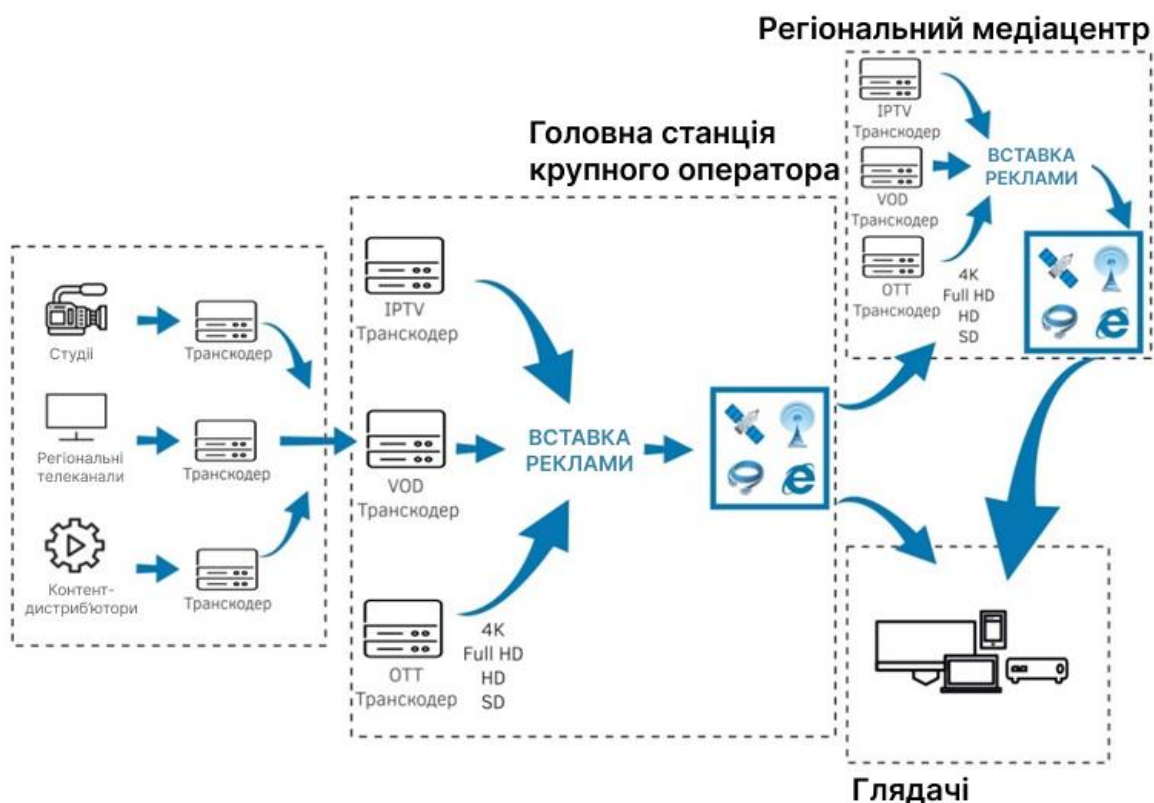 Регіональний медіацентр
IPTV
Транскодер
VOD
Транскодер
OTT
Транскодер
4K
Full HD
HD
SD
ВСТАВКА
РЕКЛАМИ
Головна станція
крупного оператора
Студії
Транскодер
Регіональні
телеканали
Транскодер
Контент-
дистриб'ютори
Транскодер
IPTV
Транскодер
VOD
Транскодер
OTT
Транскодер
4K
Full HD
HD
SD
ВСТАВКА
РЕКЛАМИ
Глядачі